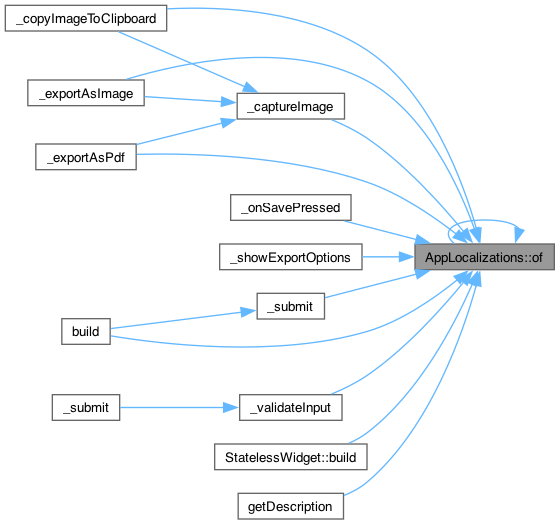 _copyImageToClipboard
_exportAsImage
_captureImage
_exportAsPdf
_onSavePressed
AppLocalizations::of
_showExportOptions
_submit
build
_submit
_validateInput
StatelessWidget::build
getDescription